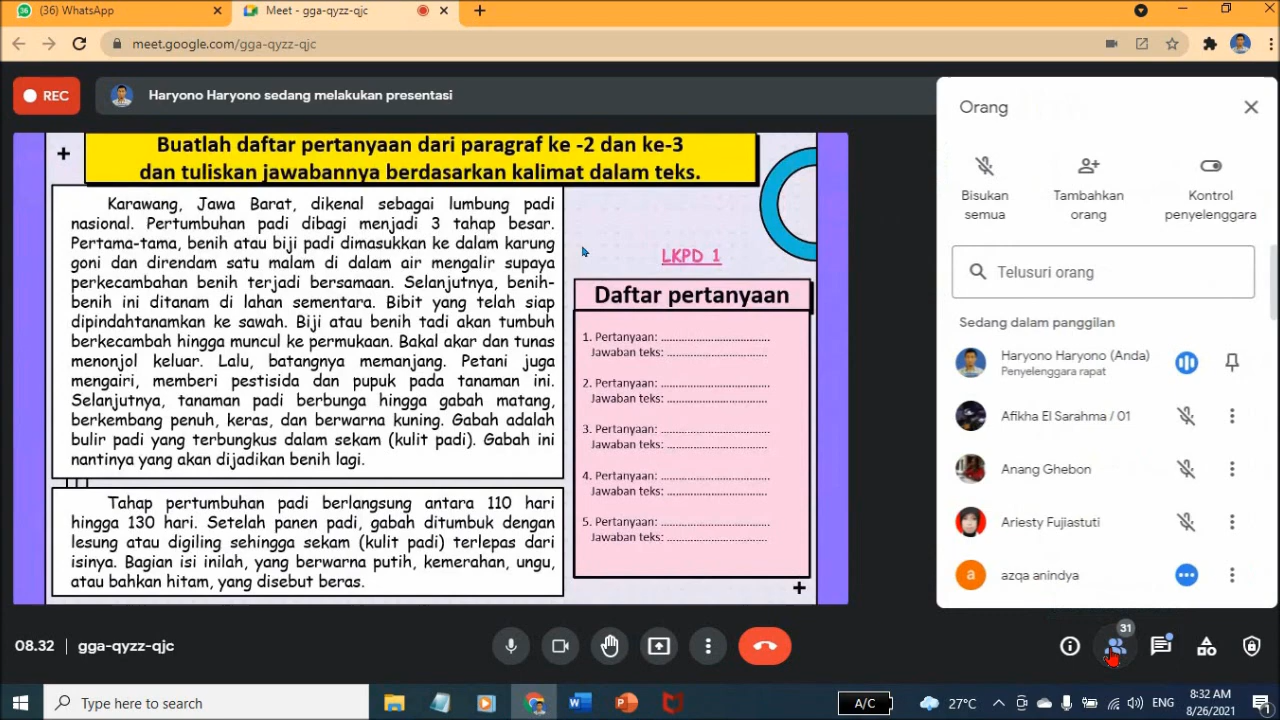 (36) WhatsApp
Meet - gga-qyzz-qjc
meet.google.com/gga-qyzz-qjc
REC
Haryono Haryono sedang melakukan presentasi
Buatlah daftar pertanyaan dari paragraf ke -2 dan ke-3
dan tuliskan jawabannya berdasarkan kalimat dalam teks.
Karawang, Jawa Barat, dikenal sebagai lumbung padi
nasional. Pertumbuhan padi dibagi menjadi 3 tahap besar.
Pertama-tama, benih atau biji padi dimasukkan ke dalam karung
goni dan direndam satu malam di dalam air mengalir supaya
perkecambahan benih terjadi bersamaan. Selanjutnya, benih-
benih ini ditanam di lahan sementara. Bibit yang telah siap
dipindahtanamkan ke sawah. Biji atau benih tadi akan tumbuh
berkecambah hingga muncul ke permukaan. Bakal akar dan tunas
menonjol keluar. Lalu, batangnya memanjang. Petani juga
mengairi, memberi pestisida dan pupuk pada tanaman ini.
Selanjutnya, tanaman padi berbunga hingga gabah matang,
berkembang penuh, keras, dan berwarna kuning. Gabah adalah
bulir padi yang terbungkus dalam sekam (kulit padi). Gabah ini
nantinya yang akan dijadikan benih lagi.
Tahap pertumbuhan padi berlangsung antara 110 hari
hingga 130 hari. Setelah panen padi, gabah ditumbuk dengan
lesung atau digiling sehingga sekam (kulit padi) terlepas dari
isinya. Bagian isi inilah, yang berwarna putih, kemerahan, ungu,
atau bahkan hitam, yang disebut beras.
LKPD 1
Daftar pertanyaan
1. Pertanyaan: ................................
Jawaban teks: ..............................
2. Pertanyaan: ................................
Jawaban teks: ..............................
3. Pertanyaan: ................................
Jawaban teks: ..............................
4. Pertanyaan: ................................
Jawaban teks: ..............................
5. Pertanyaan: ................................
Jawaban teks: ..............................
Orang
Bisukan semua
Tambahkan orang
Kontrol penyelenggara
Telusuri orang
Sedang dalam panggilan
Haryono Haryono (Anda)
Penyelenggara rapat
Afikha El Sarahma / 01
Anang Ghebon
Ariesty Fujiastuti
a azqa anindya
08.32 | gga-qyzz-qjc
31
Type here to search
A/C
27°C
ENG
8:32 AM
8/26/2021
1